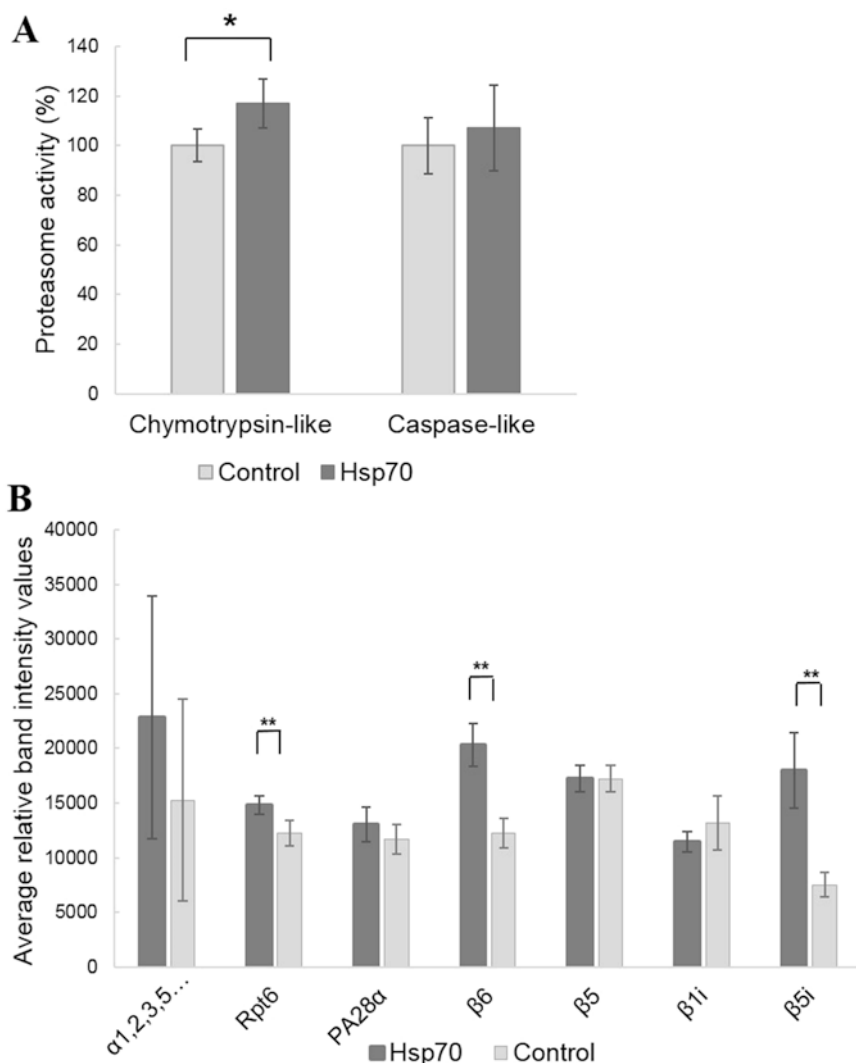 A
*
140
120
100
80
60
40
20
0
Proteasome activity (%)
Chymotrypsin-like Caspase-like
Control Hsp70
B
40000
35000
30000
25000
20000
15000
10000
5000
0
Average relative band intensity values
** ** **
α1,2,3,5... Rpt6 PA28α β6 β5 β1i β5i
Hsp70 Control